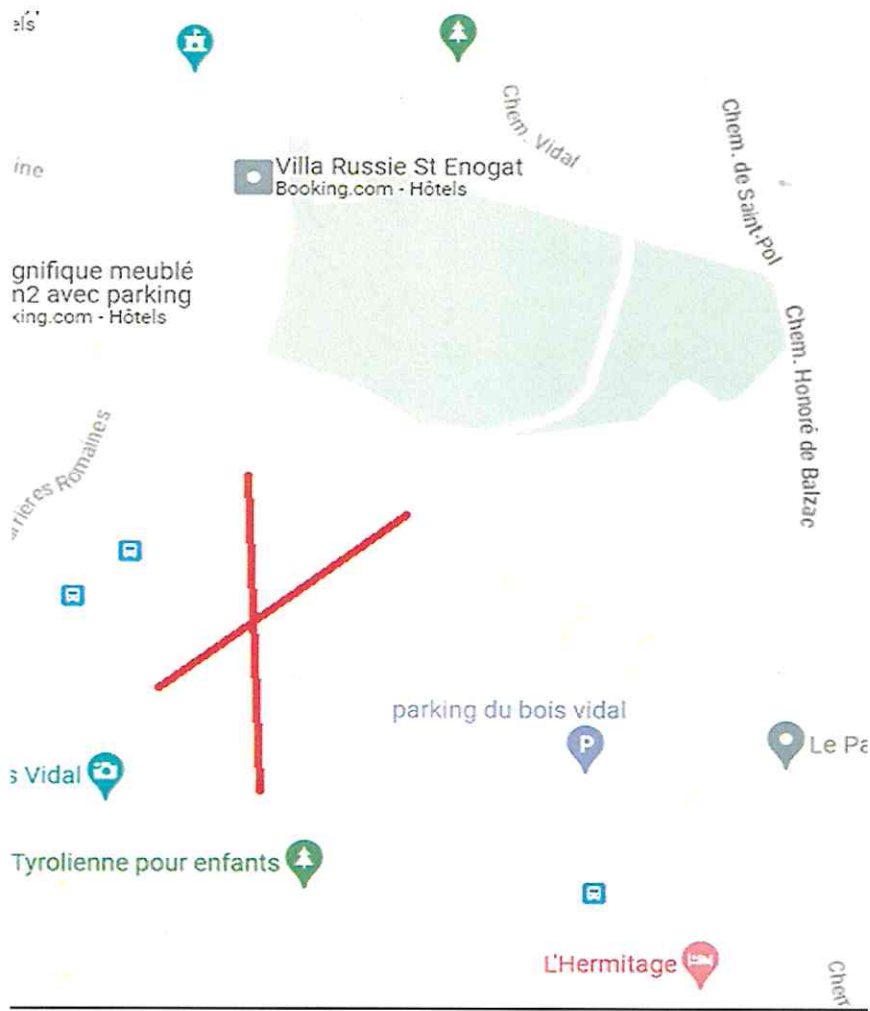 els'
Chem. Vidal
Chem. de Saint-Pol
ine
Villa Russie St Enogat
Booking.com - Hôtels
gnifique meublé
n2 avec parking
king.com - Hôtels
Chem. Honoré de Balzac
rrieres Romaines
parking du bois vidal
P
Le Pa
s Vidal
Tyrolienne pour enfants
L'Hermitage
Chem